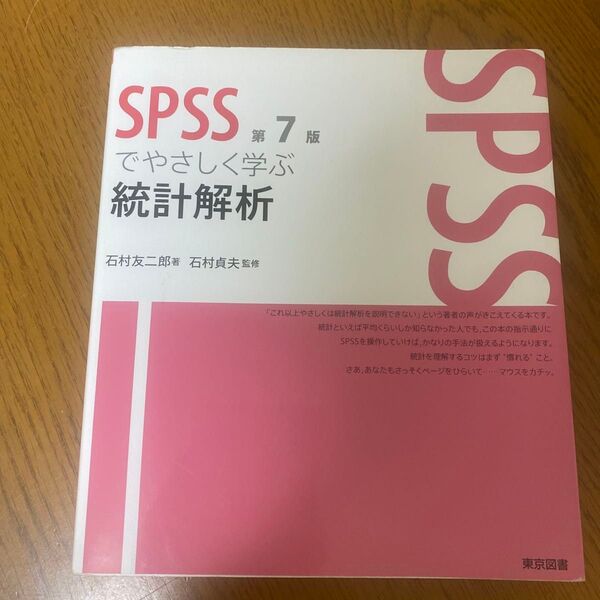 SPSS
SPSS 第7版
でやさしく学ぶ
統計解析
石村友二郎 著 石村貞夫 監修
「これ以上やさしくは統計解析を説明できない」という著者の声がきこえてくる本です。
統計といえば平均くらいしか知らなかった人でも、この本の指示通りに
SPSSを操作していけば、かなりの手法が扱えるようになります。
統計を理解するコツはまず“慣れる”こと。
さあ、あなたもさっそくページをひらいて……マウスをカチッ。
東京図書